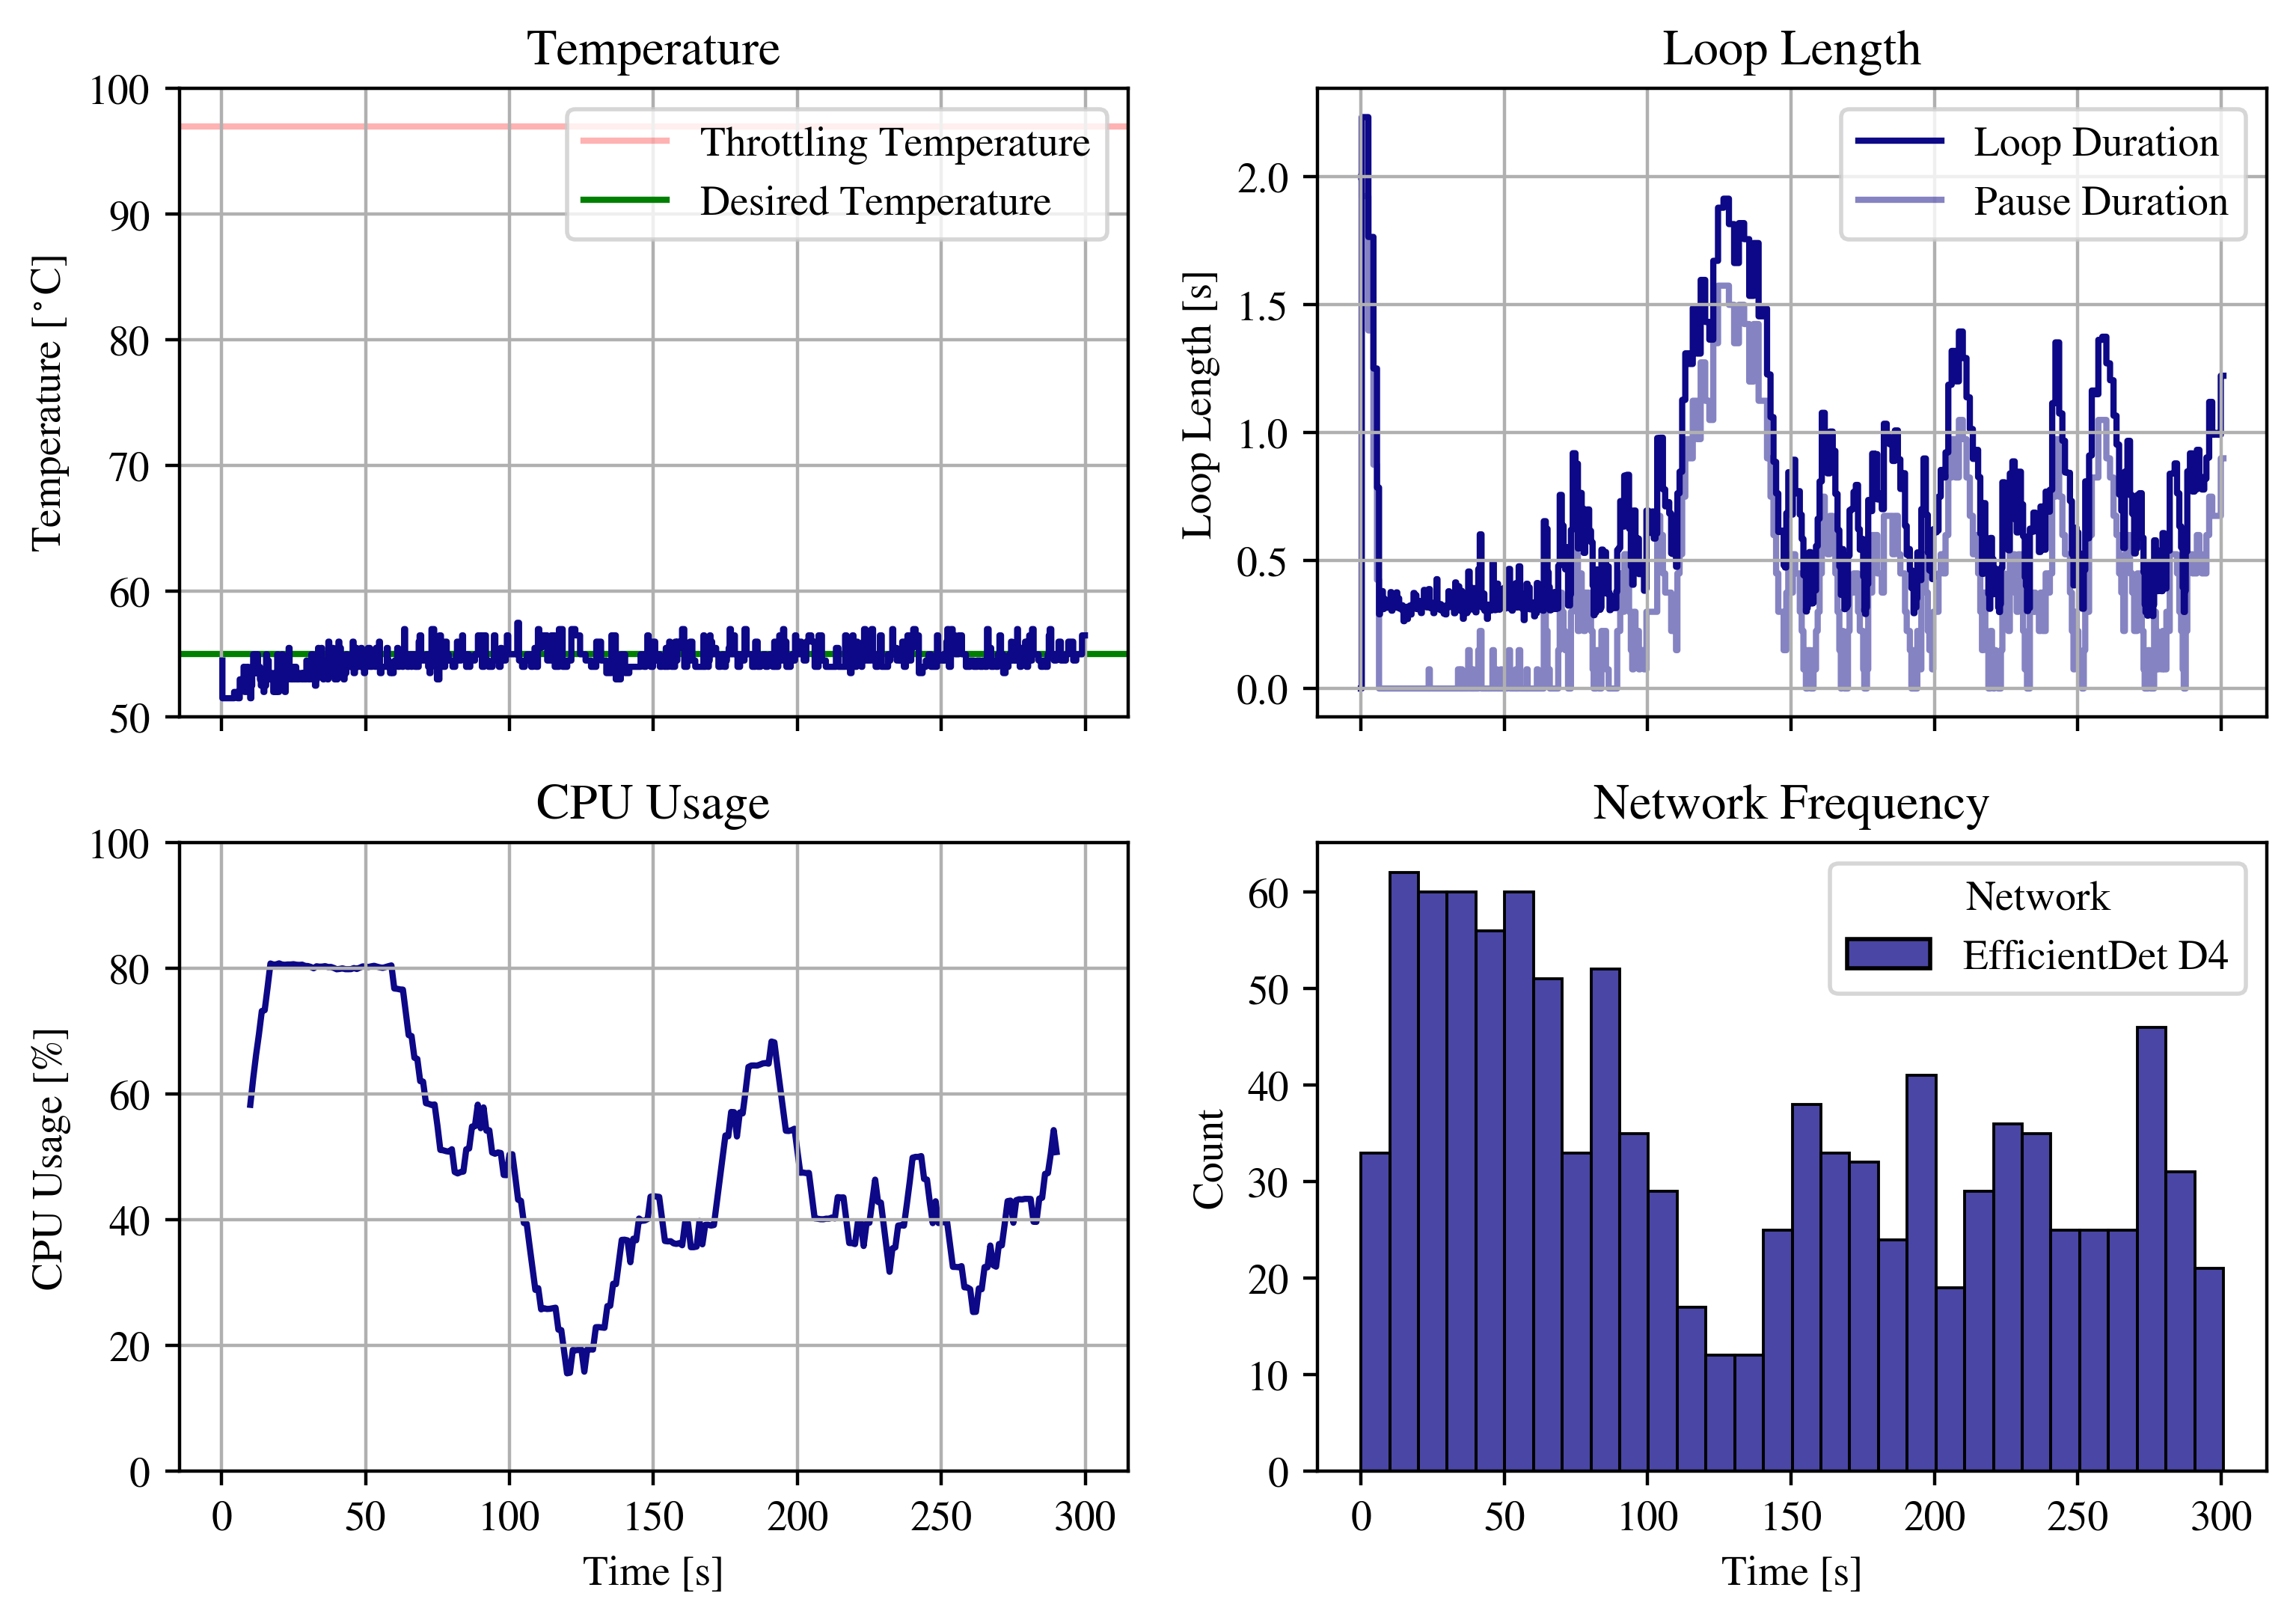 Temperature
100
90
80
70
60
50
Temperature [°C]
Throttling Temperature
Desired Temperature
Loop Length
2.0
1.5
1.0
0.5
0.0
Loop Length [s]
Loop Duration
Pause Duration
CPU Usage
100
80
60
40
20
0
CPU Usage [%]
0 50 100 150 200 250 300
Time [s]
Network Frequency
60
50
40
30
20
10
0
Count
Network
EfficientDet D4
0 50 100 150 200 250 300
Time [s]